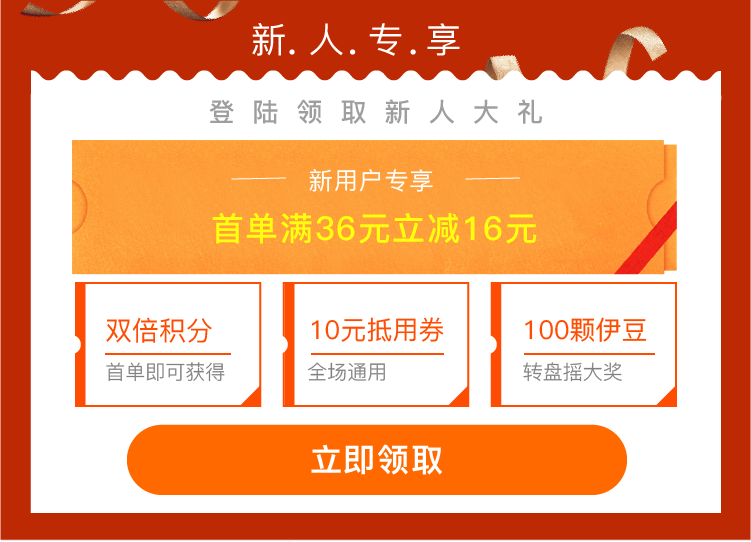 新.人.专.享
登陆领取新人大礼
新用户专享
首单满36元立减16元
双倍积分
首单即可获得
10元抵用券
全场通用
100颗伊豆
转盘摇大奖
立即领取